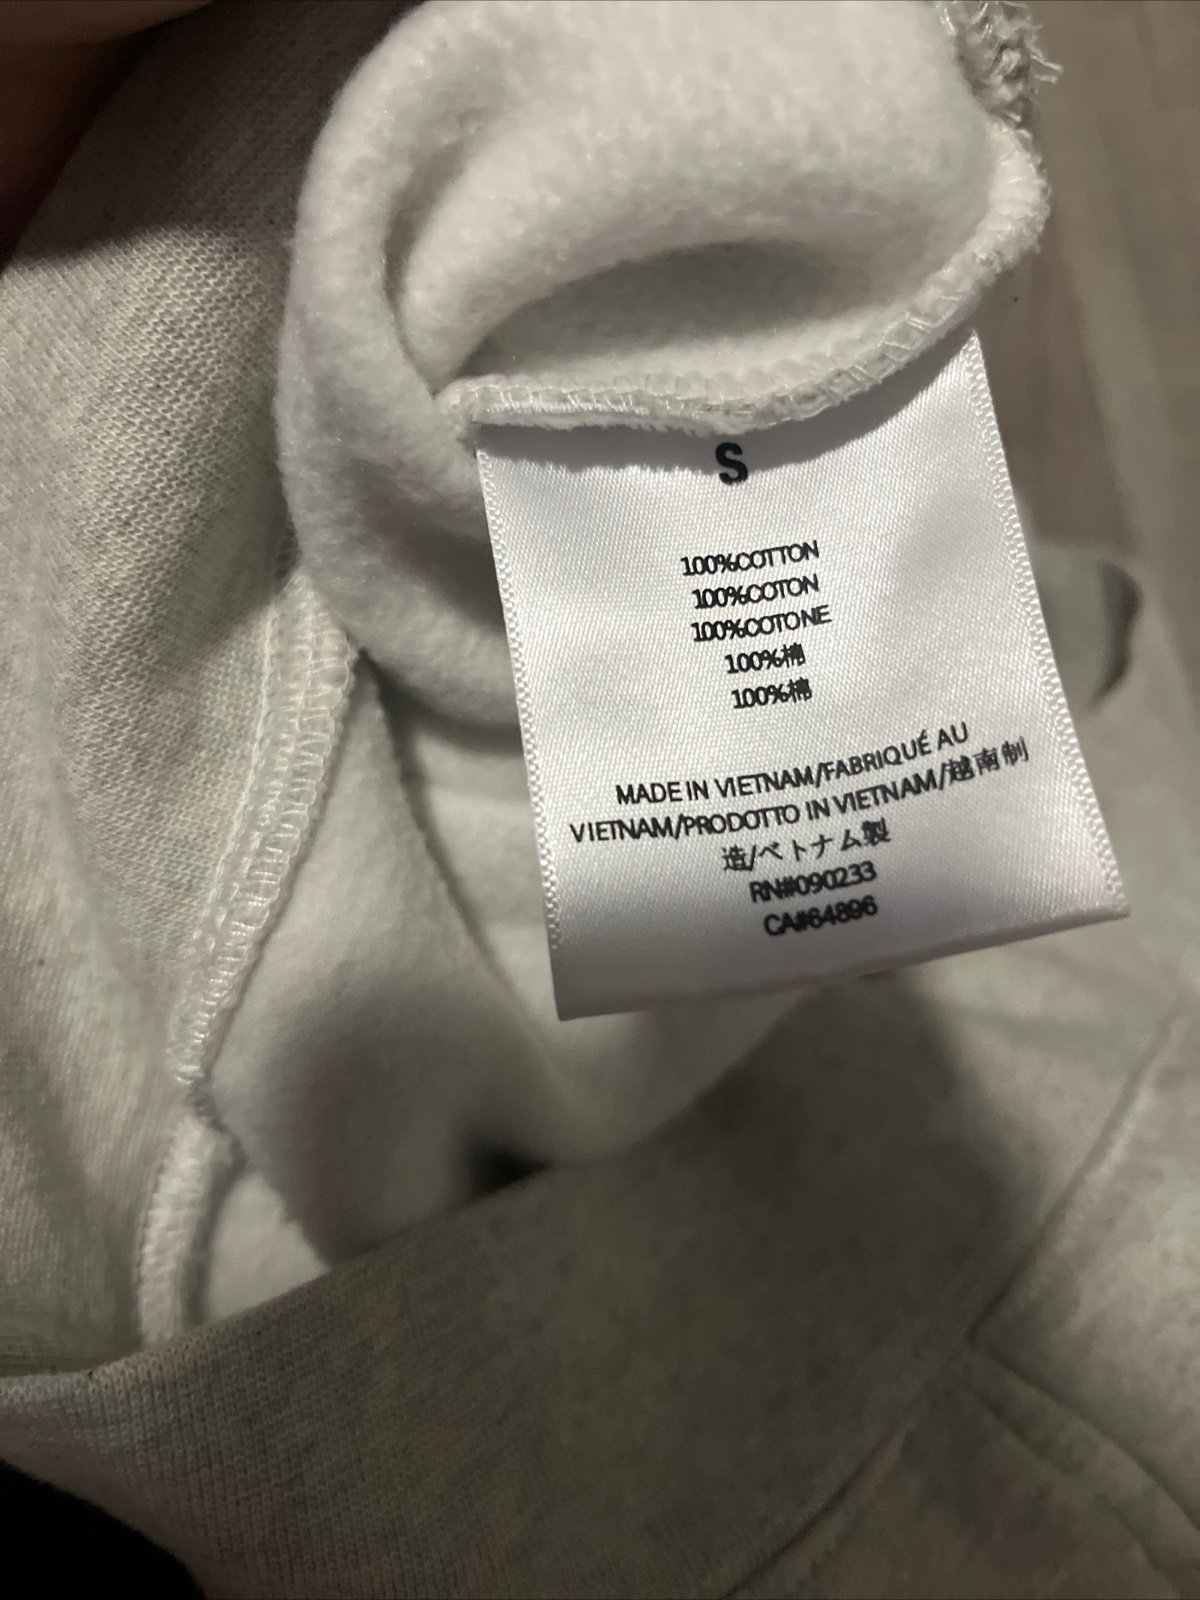 S
100%COTTON
100%COTON
100%COTONE
100%棉
100%棉
MADE IN VIETNAM/FABRIQUÉ AU
VIETNAM/PRODOTTO IN VIETNAM/越南制
造/ベトナム製
RN#090233
CA#64896